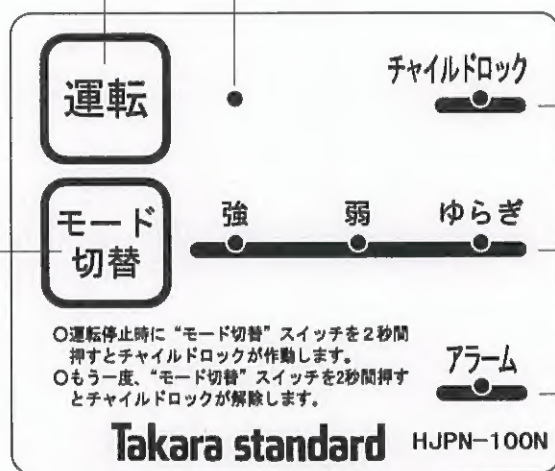 運転
チャイルドロック
モード
切替
強 弱 ゆらぎ
○運転停止時に“モード切替”スイッチを2秒間
押すとチャイルドロックが作動します。
○もう一度、“モード切替”スイッチを2秒間押す
とチャイルドロックが解除します。
アラーム
Takara standard HJPN-100N